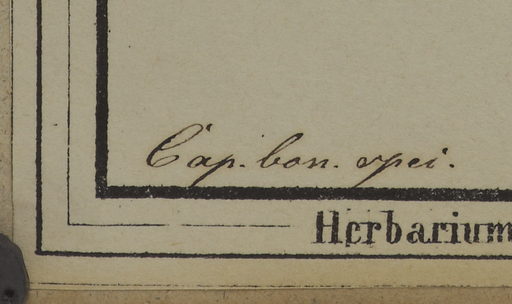 Cap. bon. spei.
Herbarium